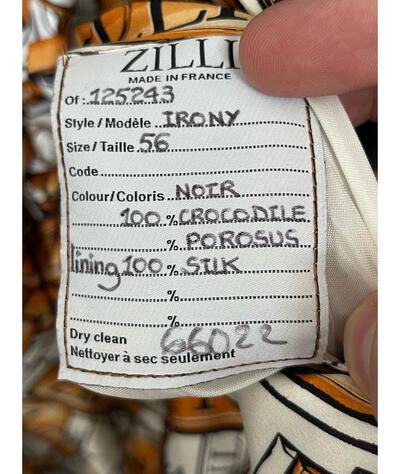 ZILLI
MADE IN FRANCE
Of: 125243
Style / Modèle IRONY
Size / Taille 56
Code
Colour / Coloris NOIR
100 % CROCODILE
% POROSUS
lining 100 % SILK
%
%
Dry clean 66022
Nettoyer à sec seulement